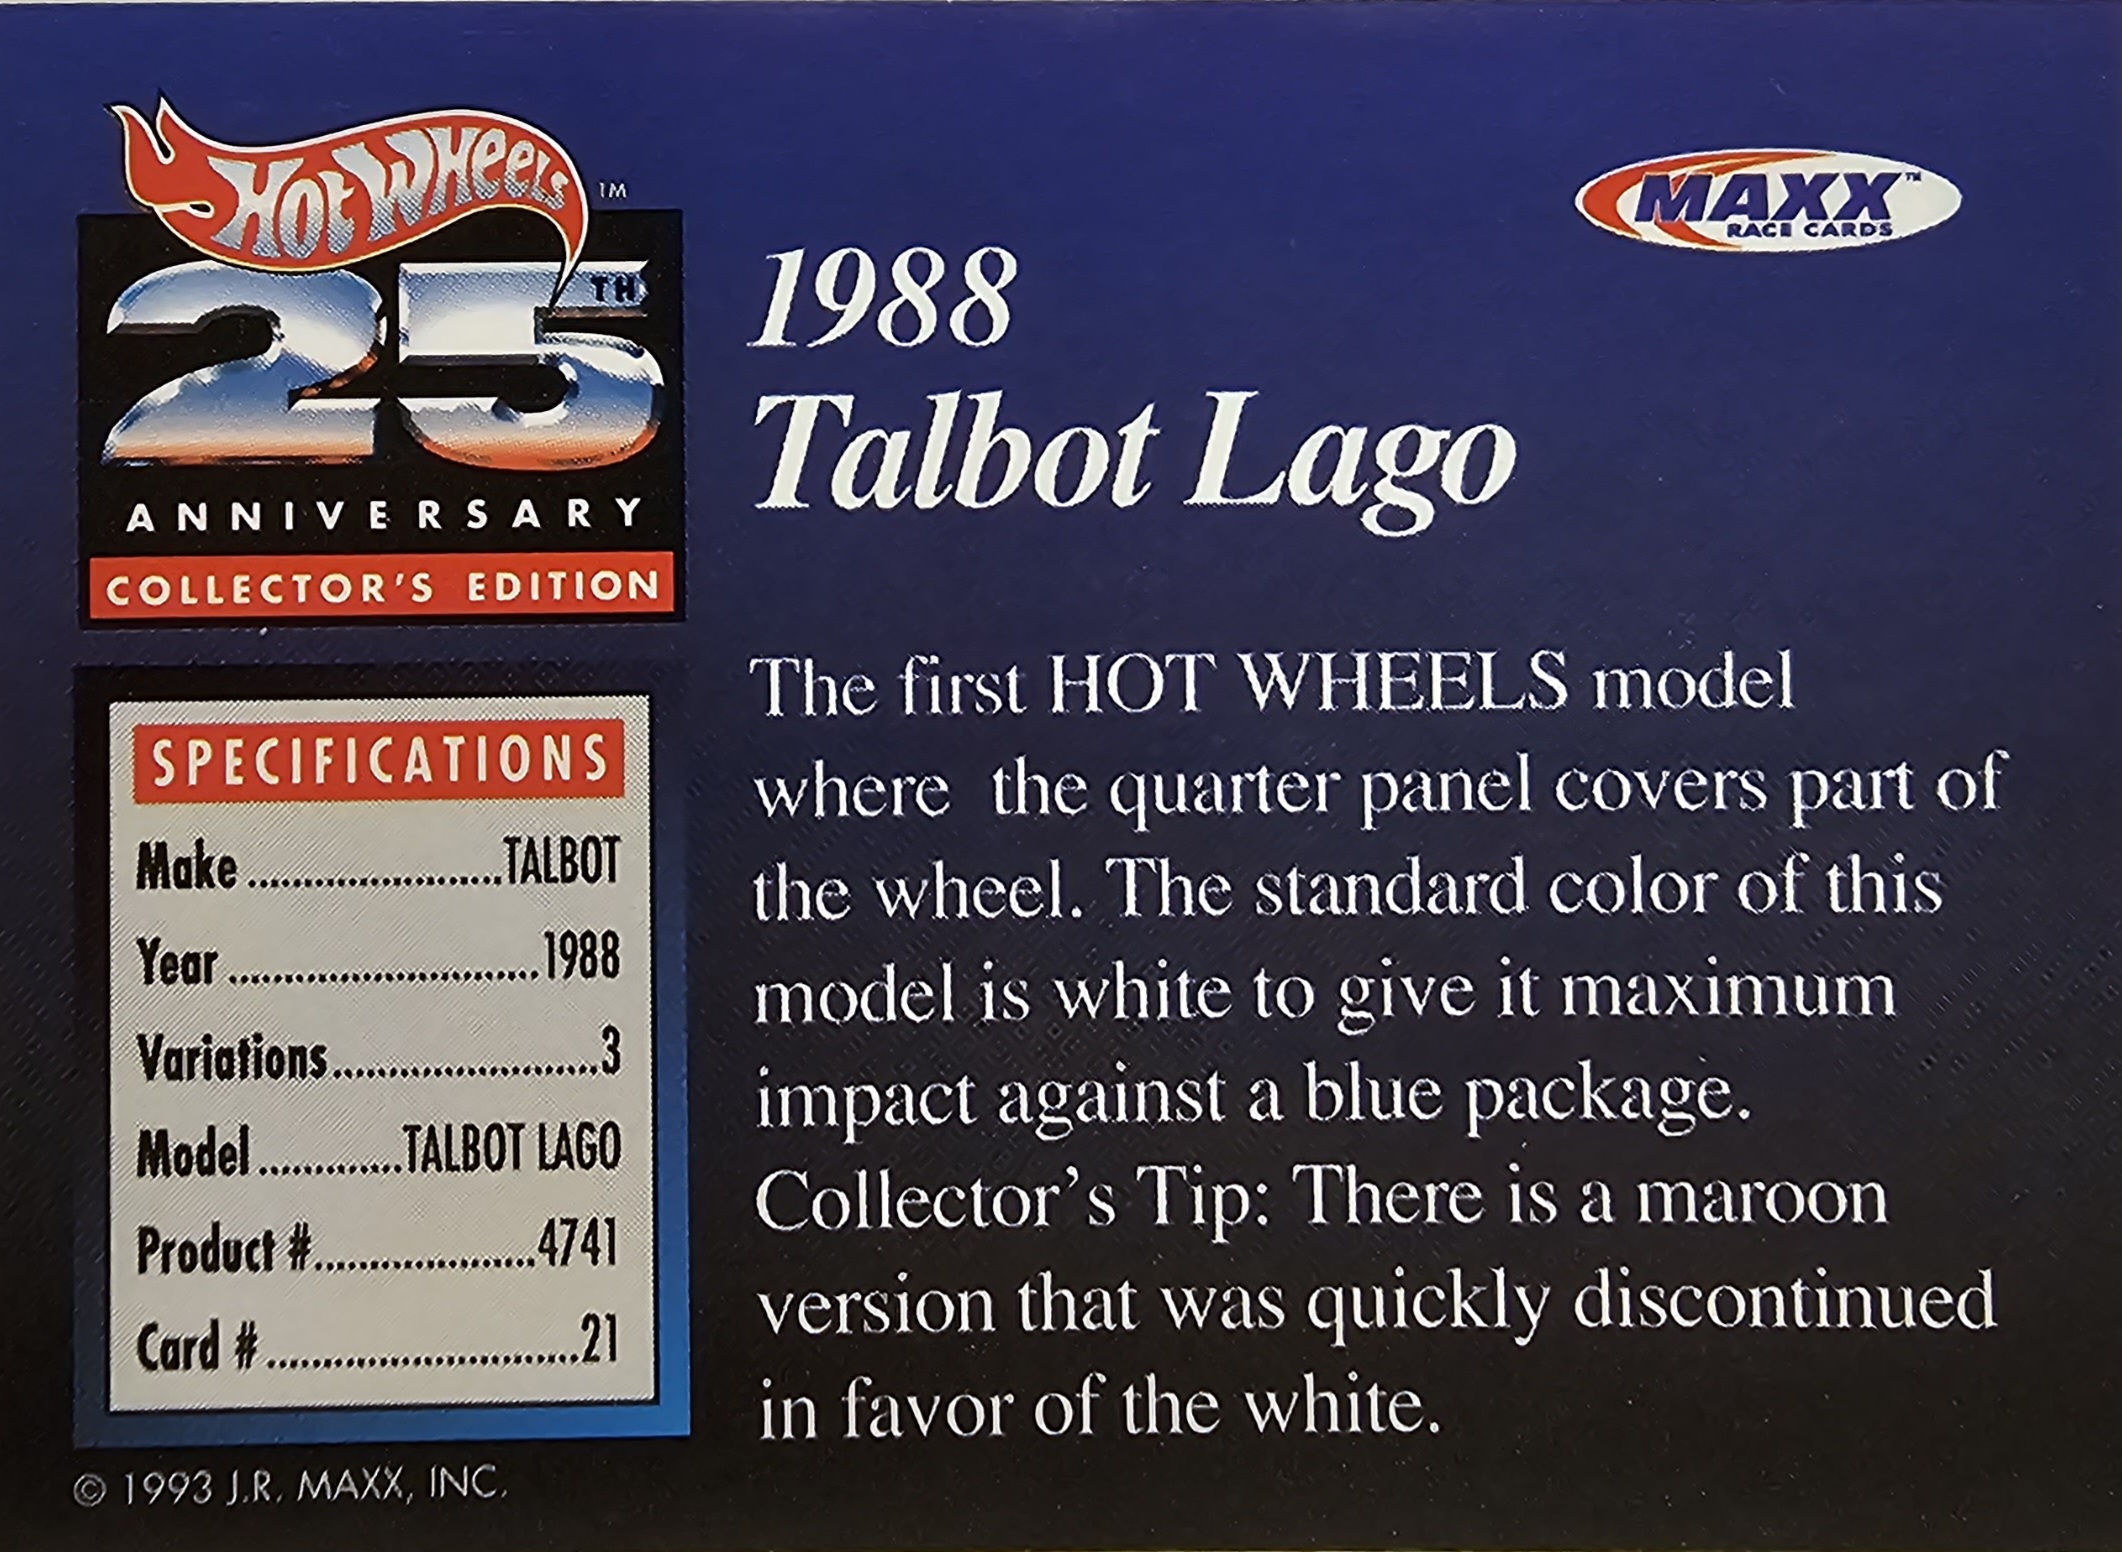 HOT WHEELS ™
25TH
ANNIVERSARY
COLLECTOR'S EDITION
MAXX™
RACE CARDS
1988
Talbot Lago
SPECIFICATIONS
Make.......................TALBOT
Year............................1988
Variations........................3
Model.............TALBOT LAGO
Product #....................4741
Card #............................21
The first HOT WHEELS model
where the quarter panel covers part of
the wheel. The standard color of this
model is white to give it maximum
impact against a blue package.
Collector's Tip: There is a maroon
version that was quickly discontinued
in favor of the white.
© 1993 J.R. MAXX, INC.